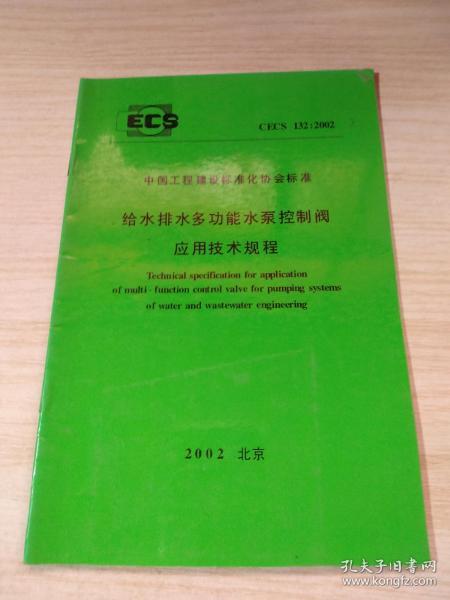 ECS
CECS 132:2002
中国工程建设标准化协会标准
给水排水多功能水泵控制阀
应用技术规程
Technical specification for application
of multi-function control valve for pumping systems
of water and wastewater engineering
2002 北京
孔夫子旧书网
www.kongfz.com